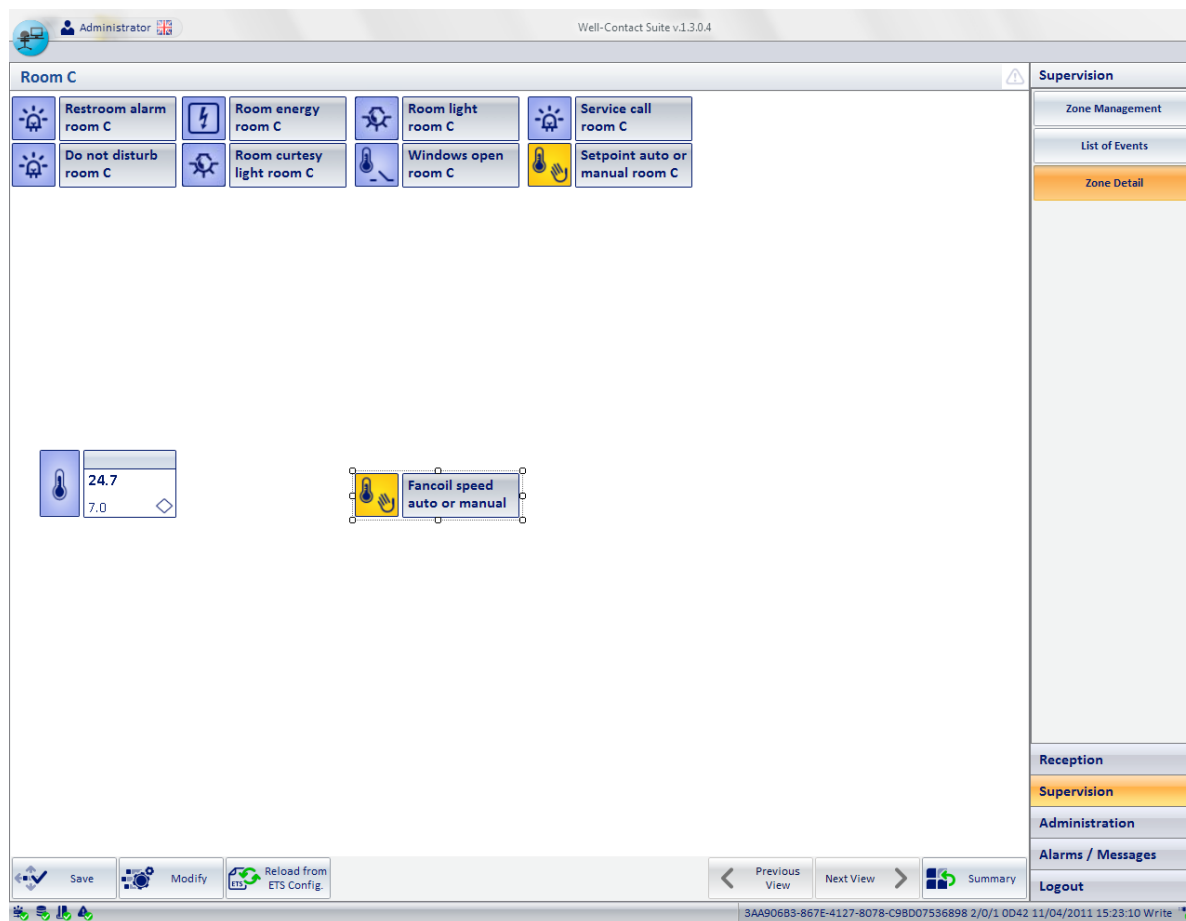 Administrator
Well-Contact Suite v.1.3.0.4
Room C
Supervision
Restroom alarm
room C
Room energy
room C
Room light
room C
Service call
room C
Do not disturb
room C
Room curtesy
light room C
Windows open
room C
Setpoint auto or
manual room C
Zone Management
List of Events
Zone Detail
24.7
7.0
Fancoil speed
auto or manual
Reception
Supervision
Administration
Alarms / Messages
Logout
Save
Modify
ETS
Reload from
ETS Config.
Previous
View
Next View
Summary
3AA906B3-867E-4127-8078-C9BD07536898 2/0/1 0D42 11/04/2011 15:23:10 Write